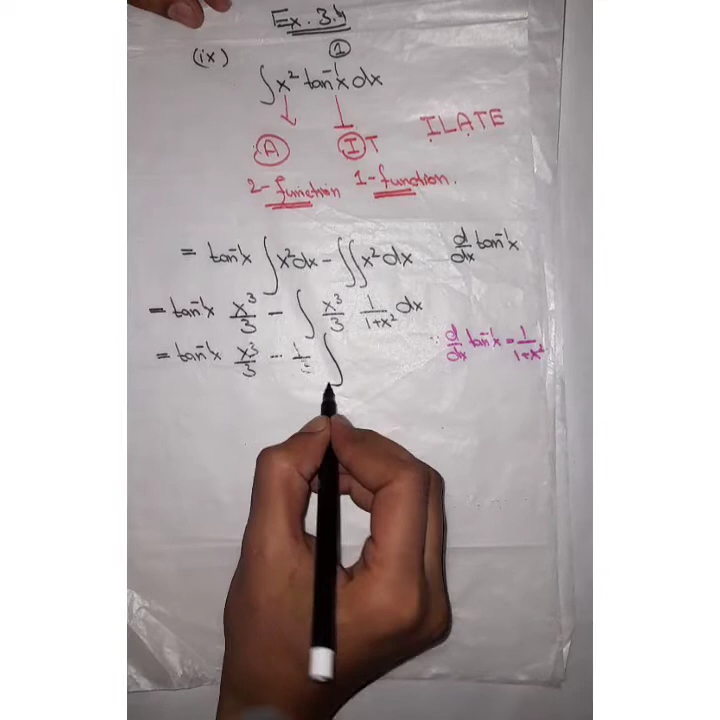 Ex. 3.4
1
(ix)
∫x² tan⁻¹x dx
A
I T
ILATE
2-function 1-function.
= tan⁻¹x ∫x²dx - ∫∫x²dx d/dx tan⁻¹x
= tan⁻¹x x³/3 - ∫ x³/3 1/1+x² dx
= tan⁻¹x x³/3 - 1/3 ∫
∵ d/dx tan⁻¹x = 1/1+x²